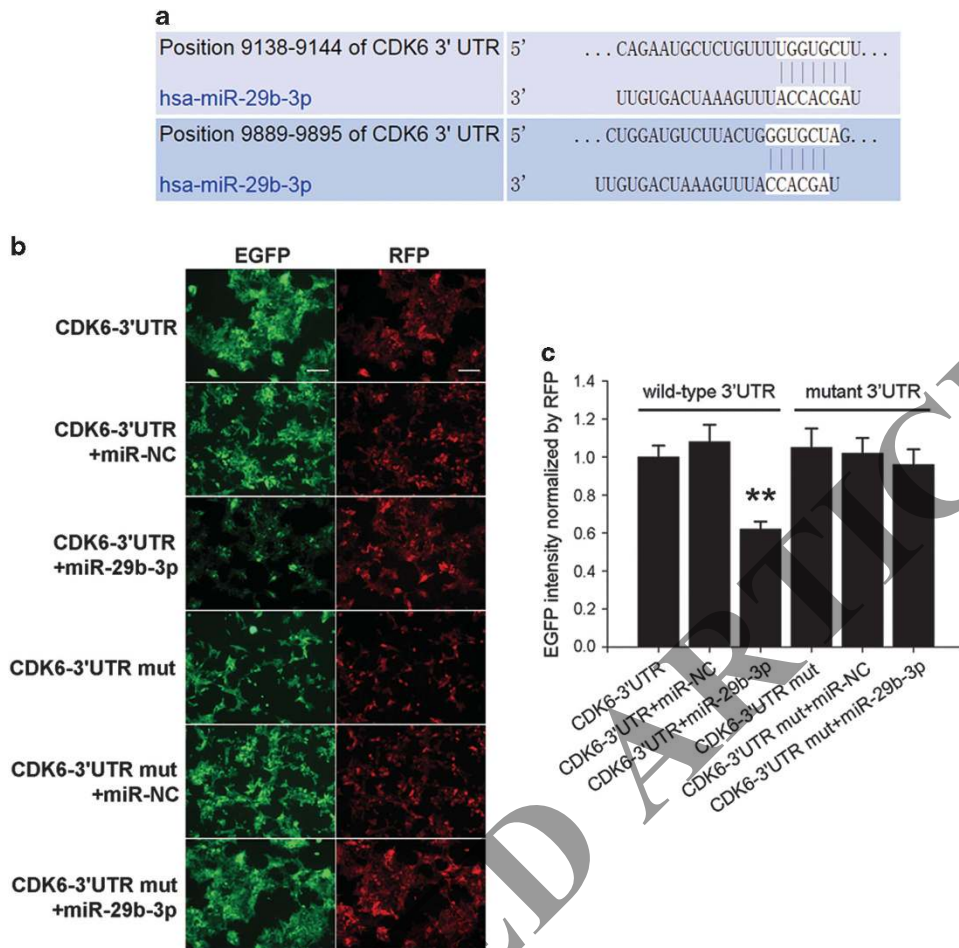 a
Position 9138-9144 of CDK6 3' UTR 5' ...CAGAAUGCUCUGUUUUGGUGCUU...
hsa-miR-29b-3p 3' UUGUGACUAAAGUUUACCACGAU
Position 9889-9895 of CDK6 3' UTR 5' ...CUGGAUGUCUUACUGGGUGCUAG...
hsa-miR-29b-3p 3' UUGUGACUAAAGUUUACCACGAU
b
EGFP RFP
CDK6-3'UTR
CDK6-3'UTR
+miR-NC
CDK6-3'UTR
+miR-29b-3p
CDK6-3'UTR mut
CDK6-3'UTR mut
+miR-NC
CDK6-3'UTR mut
+miR-29b-3p
c
EGFP intensity normalized by RFP
1.4
1.2
1.0
0.8
0.6
0.4
0.2
0.0
wild-type 3'UTR mutant 3'UTR
**
CDK6-3'UTR
CDK6-3'UTR+miR-NC
CDK6-3'UTR+miR-29b-3p
CDK6-3'UTR mut
CDK6-3'UTR mut+miR-NC
CDK6-3'UTR mut+miR-29b-3p